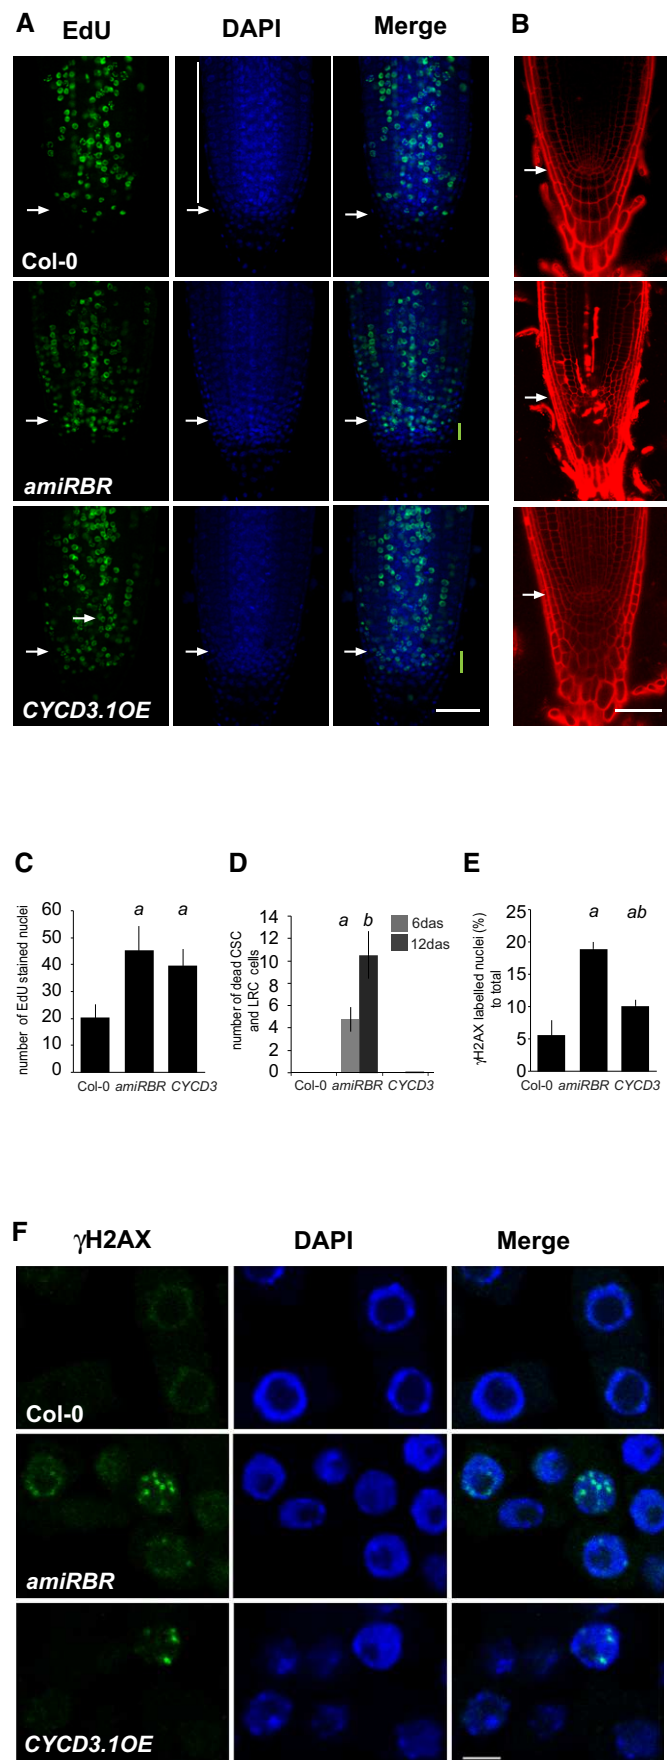 A
EdU
DAPI
Merge
B
Col-0
amiRBR
CYCD3.1OE
C
number of EdU stained nuclei
60
50
40
30
20
10
0
a
a
Col-0 amiRBR CYCD3
D
number of dead CSC
and LRC cells
14
12
10
8
6
4
2
0
a b
6das
12das
Col-0 amiRBR CYCD3
E
γH2AX labelled nuclei (%)
to total
25
20
15
10
5
0
a
ab
Col-0 amiRBR CYCD3
F
γH2AX
DAPI
Merge
Col-0
amiRBR
CYCD3.1OE